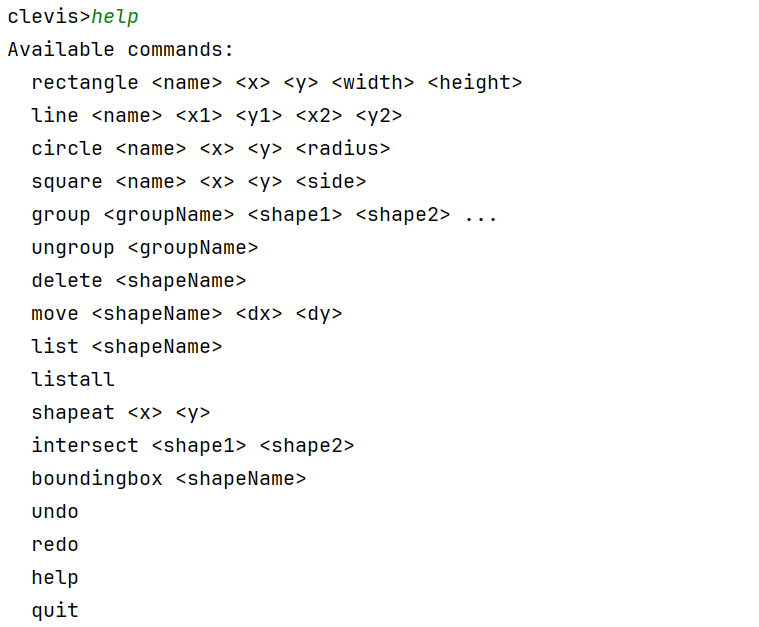 clevis>help
Available commands:
rectangle <name> <x> <y> <width> <height>
line <name> <x1> <y1> <x2> <y2>
circle <name> <x> <y> <radius>
square <name> <x> <y> <side>
group <groupName> <shape1> <shape2> ...
ungroup <groupName>
delete <shapeName>
move <shapeName> <dx> <dy>
list <shapeName>
listall
shapeat <x> <y>
intersect <shape1> <shape2>
boundingbox <shapeName>
undo
redo
help
quit